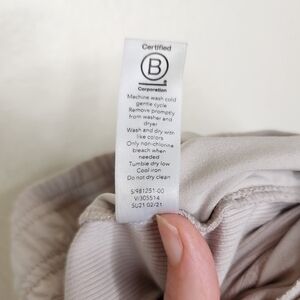 Certified
B
Corporation
Machine wash cold
gentle cycle
Remove promptly
from washer and
dryer
Wash and dry with
like colors
Only non-chlorine
bleach when
needed
Tumble dry low
Cool iron
Do not dry clean
S/981251-00
V/305514
SU21 02/21